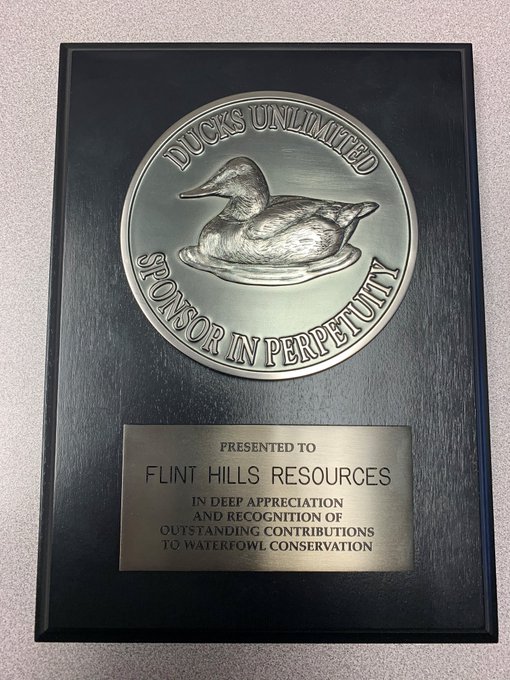 DUCKS UNLIMITED
SPONSOR IN PERPETUITY
PRESENTED TO
FLINT HILLS RESOURCES
IN DEEP APPRECIATION
AND RECOGNITION OF
OUTSTANDING CONTRIBUTIONS
TO WATERFOWL CONSERVATION